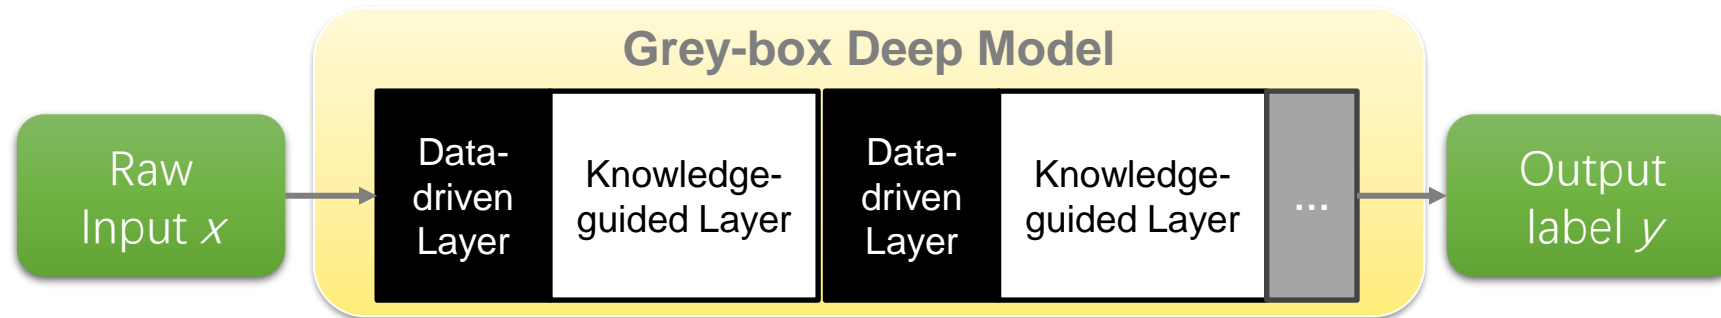 Grey-box Deep Model
Raw
Input x
Data-
driven
Layer
Knowledge-
guided Layer
Data-
driven
Layer
Knowledge-
guided Layer
...
Output
label y